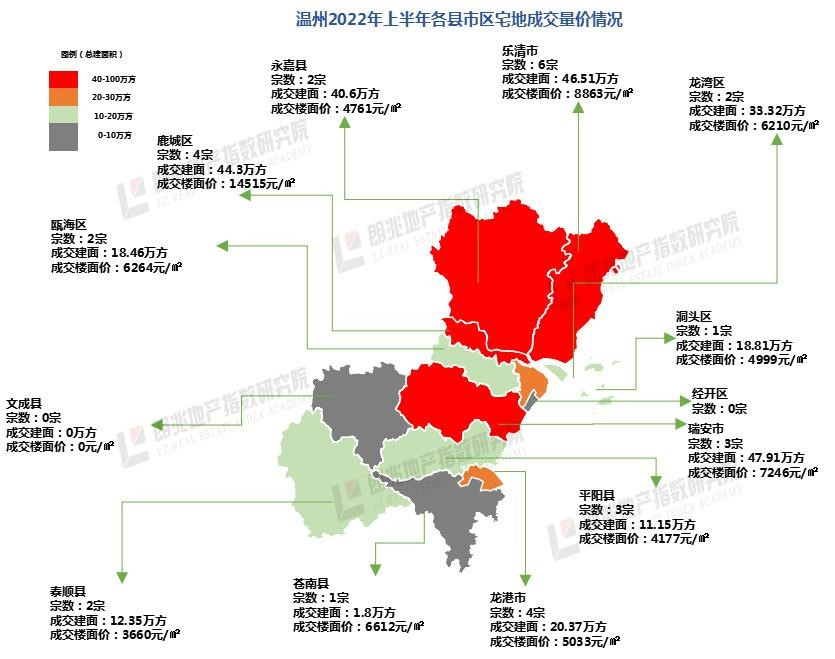 温州2022年上半年各县市区宅地成交量价情况
图例（总建面积）
40-100万方
20-30万方
10-20万方
0-10万方
永嘉县
宗数：2宗
成交建面：40.6万方
成交楼面价：4761元/㎡
乐清市
宗数：6宗
成交建面：46.51万方
成交楼面价：8863元/㎡
龙湾区
宗数：2宗
成交建面：33.32万方
成交楼面价：6210元/㎡
鹿城区
宗数：4宗
成交建面：44.3万方
成交楼面价：14515元/㎡
瓯海区
宗数：2宗
成交建面：18.46万方
成交楼面价：6264元/㎡
洞头区
宗数：1宗
成交建面：18.81万方
成交楼面价：4999元/㎡
经开区
宗数：0宗
文成县
宗数：0宗
成交建面：0万方
成交楼面价：0元/㎡
瑞安市
宗数：3宗
成交建面：47.91万方
成交楼面价：7246元/㎡
平阳县
宗数：3宗
成交建面：11.15万方
成交楼面价：4177元/㎡
泰顺县
宗数：2宗
成交建面：12.35万方
成交楼面价：3660元/㎡
苍南县
宗数：1宗
成交建面：1.8万方
成交楼面价：6612元/㎡
龙港市
宗数：4宗
成交建面：20.37万方
成交楼面价：5033元/㎡
朗兆地产指数研究院
LZ REAL ESTATE INDEX ACADEMY